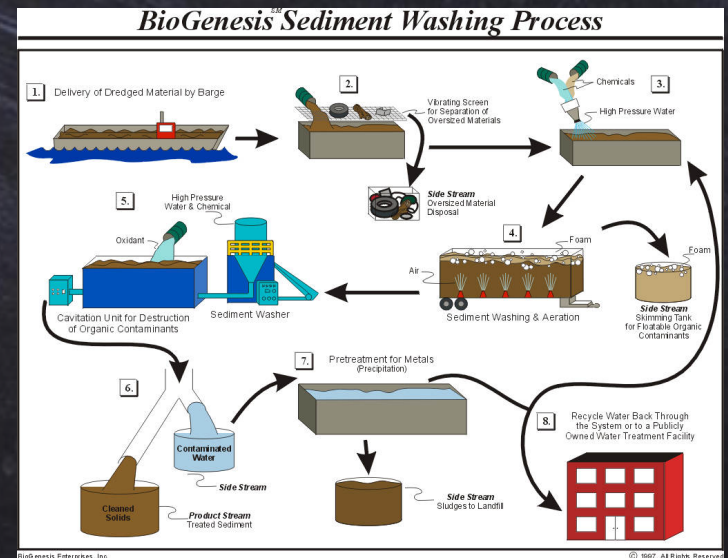 BioGenesis℠ Sediment Washing Process
1.
Delivery of Dredged Material by Barge
2.
Vibrating Screen
for Separation of
Oversized Materials
Side Stream
Oversized Material
Disposal
3.
Chemicals
High Pressure Water
4.
Foam
Air
Sediment Washing & Aeration
Foam
Side Stream
Skimming Tank
for Floatable Organic
Contaminants
5.
High Pressure
Water & Chemical
Oxidant
Sediment Washer
Cavitation Unit for Destruction
of Organic Contaminants
6.
Contaminated
Water
Side Stream
Cleaned
Solids
Product Stream
Treated Sediment
7.
Pretreatment for Metals
(Precipitation)
Side Stream
Sludges to Landfill
8.
Recycle Water Back Through
the System or to a Publicly
Owned Water Treatment Facility
BioGenesis Enterprises, Inc.
© 1997, All Rights Reserved